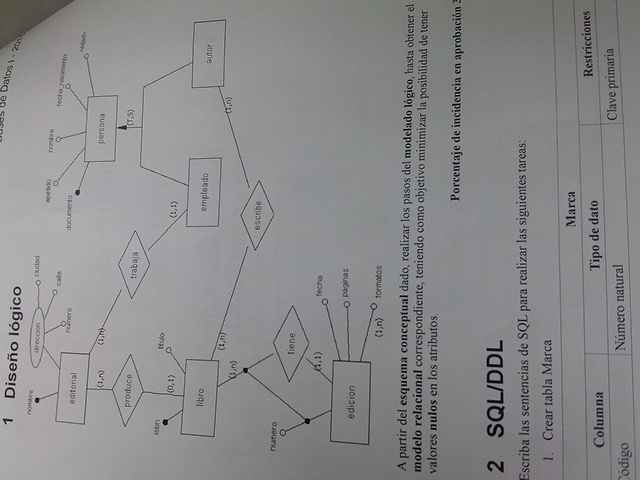 Bases de Datos I - 201
1 Diseño lógico
nombre
direccion
ciudad
calle
numero
editorial
apellido
nombre
fecha_nacimiento
documento
<edad>
persona
(1,n)
(1,n)
(T,S)
produce
trabaja
isbn
titulo
(0,1)
(1,1)
libro
empleado
autor
(1,n)
(1,n)
(1,n)
escribe
numero
tiene
(1,1)
fecha
edicion
paginas
(1,n)
formatos
A partir del esquema conceptual dado, realizar los pasos del modelado lógico, hasta obtener el
modelo relacional correspondiente, teniendo como objetivo minimizar la posibilidad de tener
valores nulos en los atributos.
Porcentaje de incidencia en aprobación 3
2 SQL/DDL
Escriba las sentencias de SQL para realizar las siguientes tareas:
1. Crear tabla Marca
Marca
Columna Tipo de dato Restricciones
Código Número natural Clave primaria